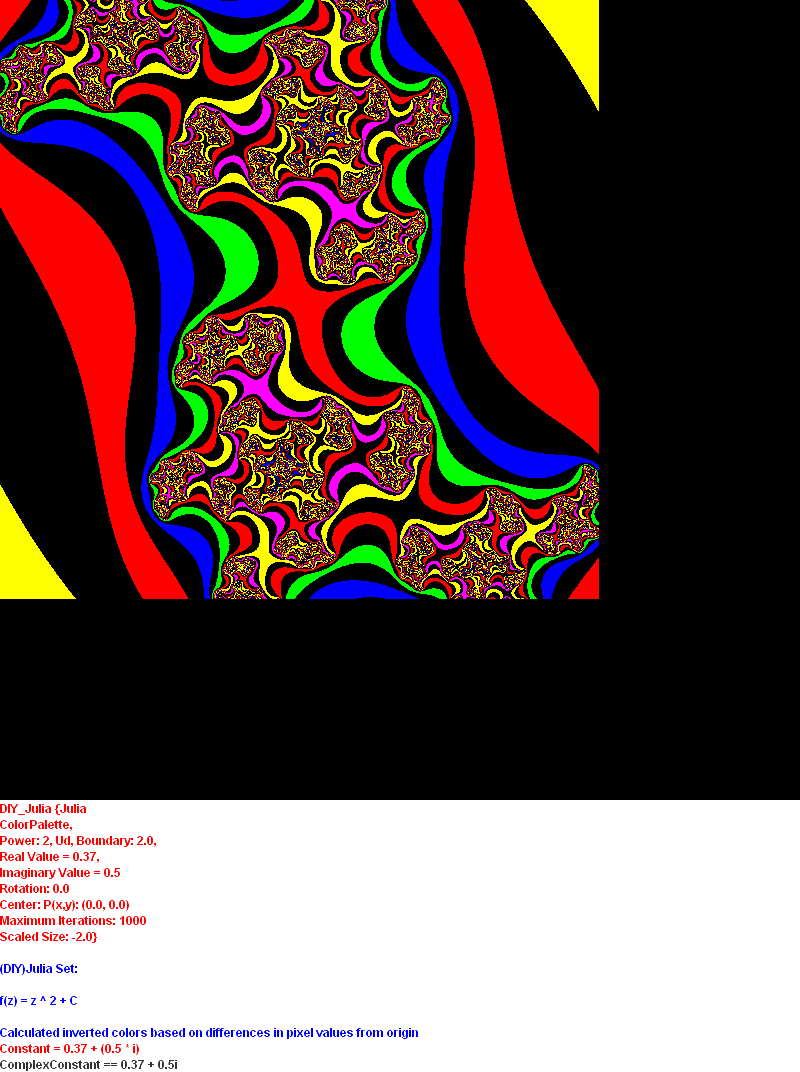 DIY_Julia {Julia
ColorPalette,
Power: 2, Ud, Boundary: 2.0,
Real Value = 0.37,
Imaginary Value = 0.5
Rotation: 0.0
Center: P(x,y): (0.0, 0.0)
Maximum Iterations: 1000
Scaled Size: -2.0}
(DIY)Julia Set:
f(z) = z ^ 2 + C
Calculated inverted colors based on differences in pixel values from origin
Constant = 0.37 + (0.5 * i)
ComplexConstant == 0.37 + 0.5i